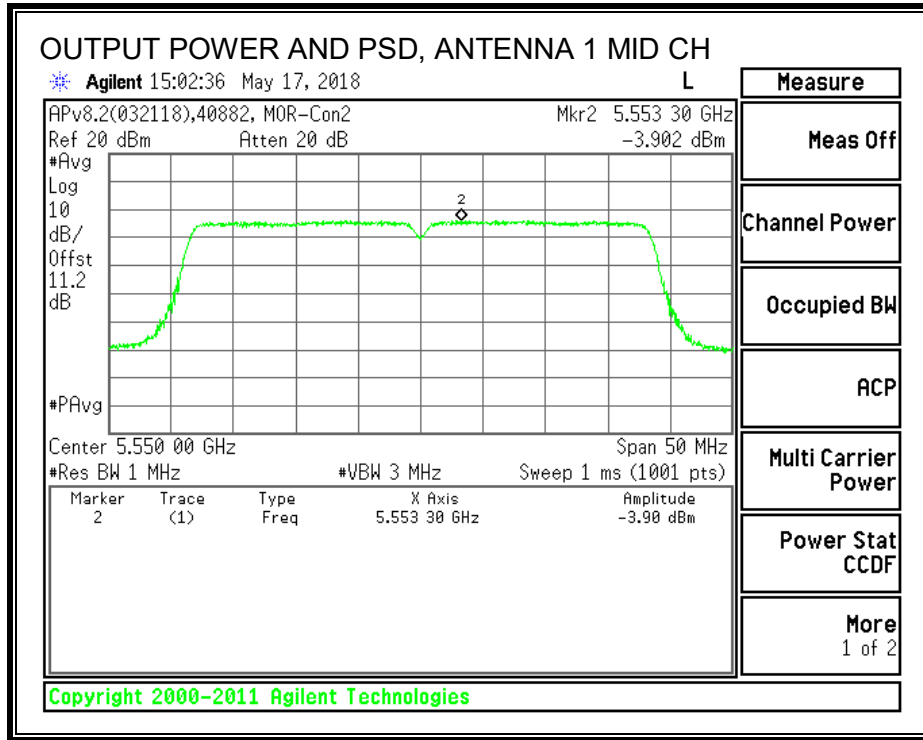 OUTPUT POWER AND PSD, ANTENNA 1 MID CH
Agilent 15:02:36 May 17, 2018 L
APv8.2(032118),40882, MOR-Con2 Mkr2 5.553 30 GHz
Ref 20 dBm Atten 20 dB -3.902 dBm
#Avg
Log
10
dB/
Offst
11.2
dB
2
#PAvg
Center 5.550 00 GHz Span 50 MHz
#Res BW 1 MHz #VBW 3 MHz Sweep 1 ms (1001 pts)
Marker Trace Type X Axis Amplitude
2 (1) Freq 5.553 30 GHz -3.90 dBm
Measure
Meas Off
Channel Power
Occupied BW
ACP
Multi Carrier
Power
Power Stat
CCDF
More
1 of 2
Copyright 2000-2011 Agilent Technologies